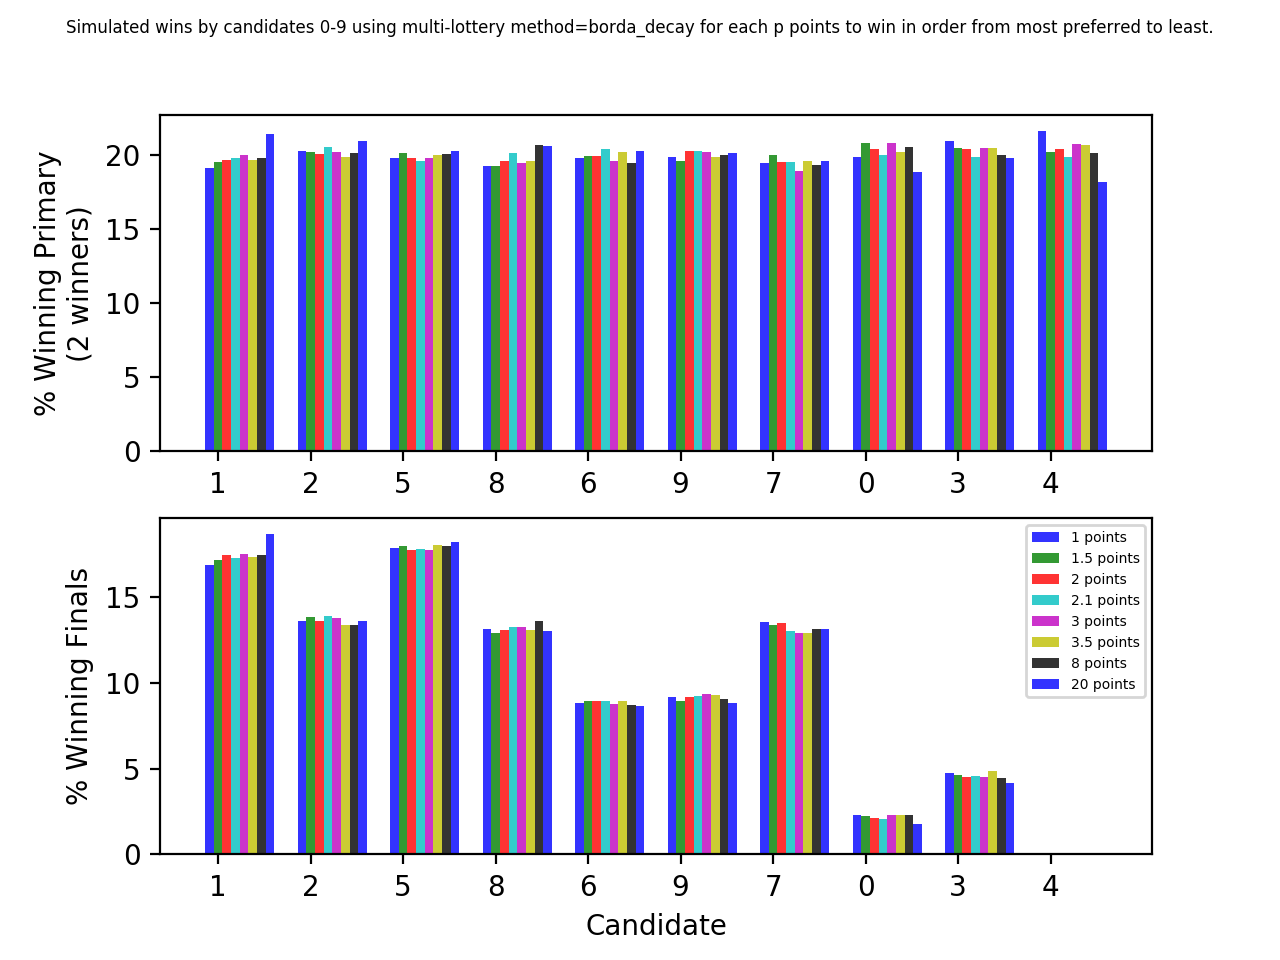 Simulated wins by candidates 0-9 using multi-lottery method=borda_decay for each p points to win in order from most preferred to least.
% Winning Primary
(2 winners)
20
15
10
5
0
1 2 5 8 6 9 7 0 3 4
% Winning Finals
15
10
5
0
1 points
1.5 points
2 points
2.1 points
3 points
3.5 points
8 points
20 points
1 2 5 8 6 9 7 0 3 4
Candidate